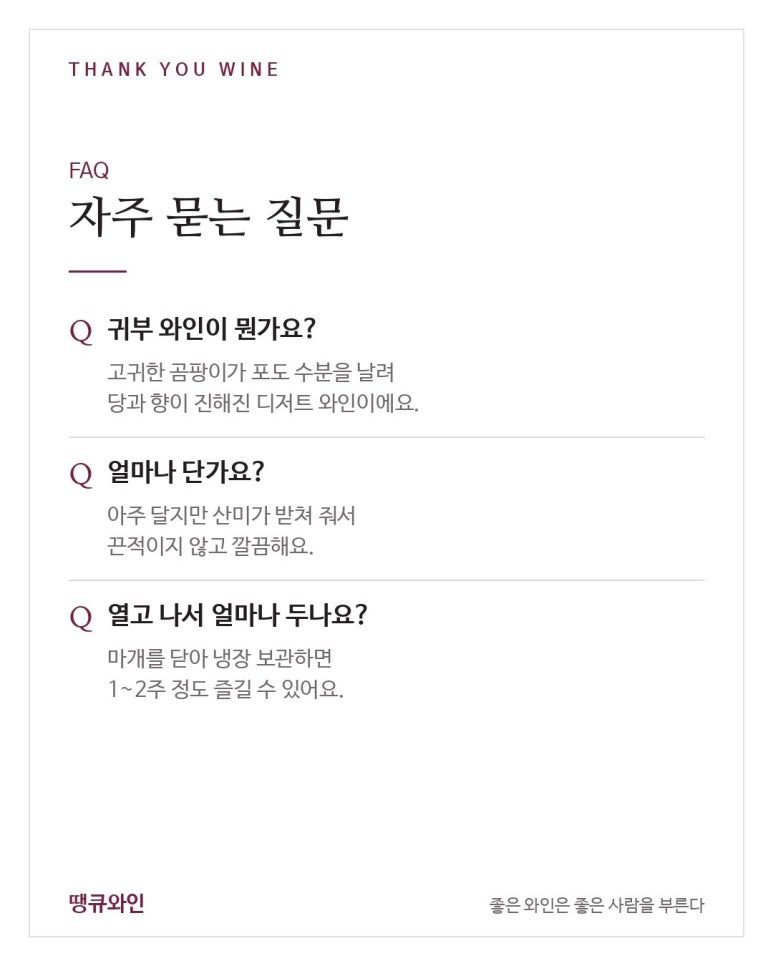 THANK YOU WINE
FAQ
자주 묻는 질문
Q 귀부 와인이 뭔가요?
고귀한 곰팡이가 포도 수분을 날려
당과 향이 진해진 디저트 와인이에요.
Q 얼마나 단가요?
아주 달지만 산미가 받쳐 줘서
끈적이지 않고 깔끔해요.
Q 열고 나서 얼마나 두나요?
마개를 닫아 냉장 보관하면
1~2주 정도 즐길 수 있어요.
땡큐와인
좋은 와인은 좋은 사람을 부른다